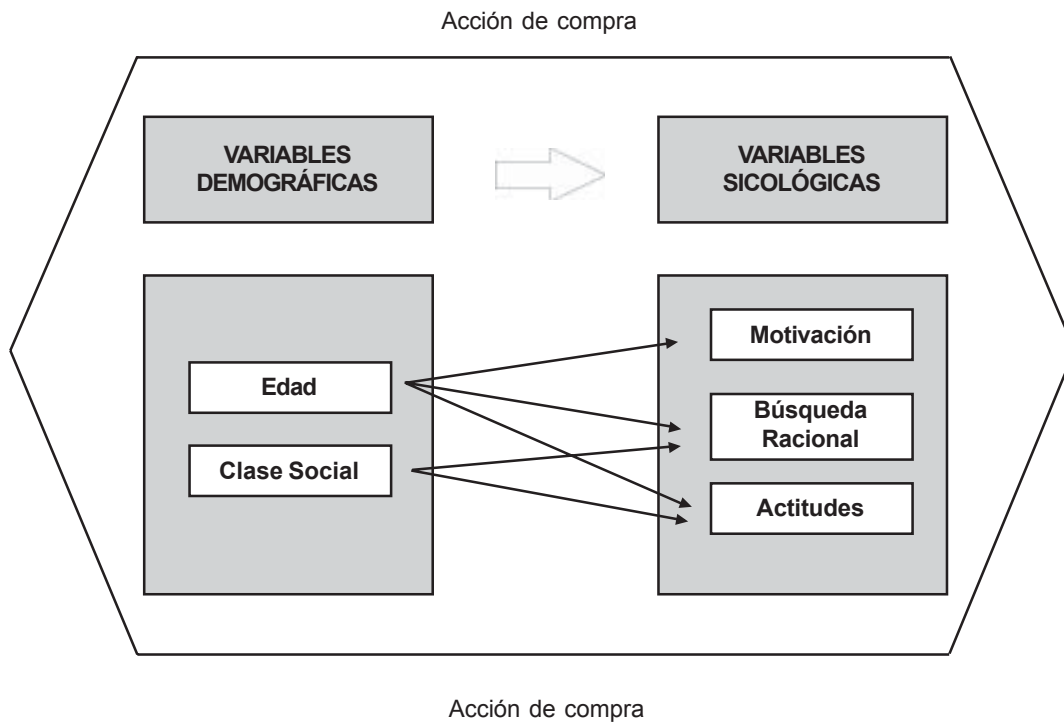 Acción de compra
VARIABLES
DEMOGRÁFICAS
VARIABLES
SICOLÓGICAS
Edad
Clase Social
Motivación
Búsqueda
Racional
Actitudes
Acción de compra